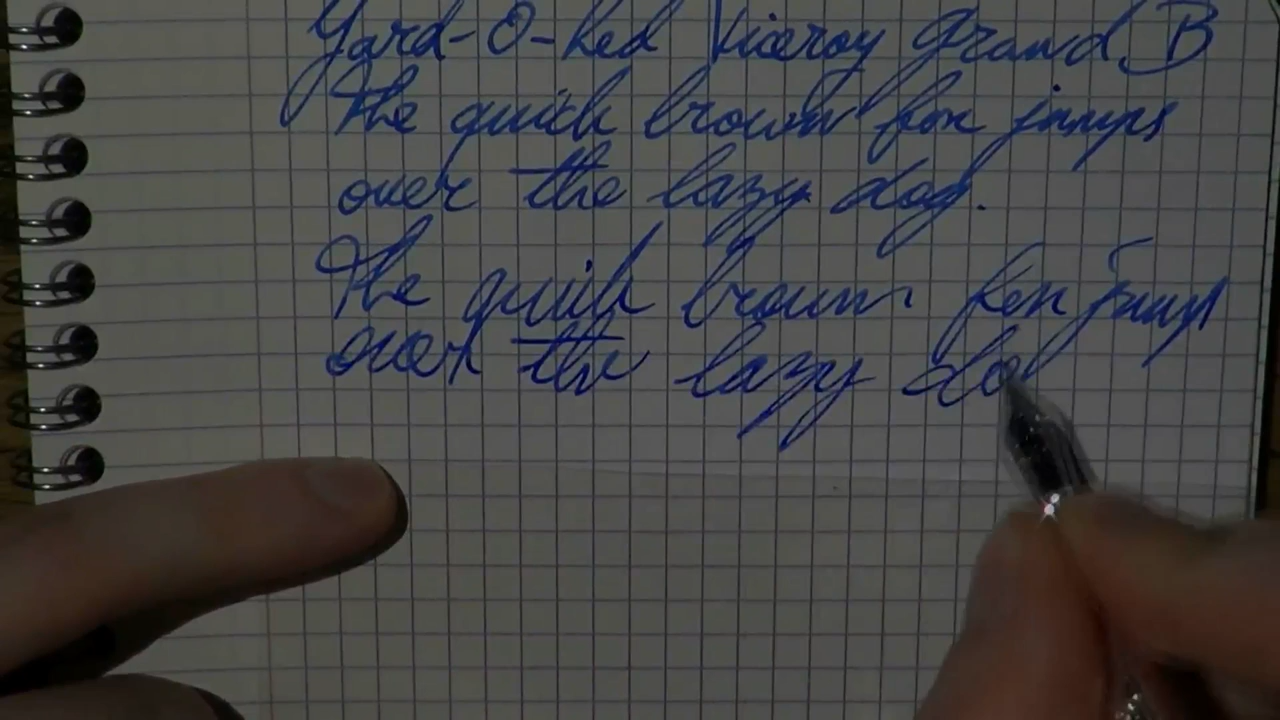 Yard-O-Led Viceroy Grand B
The quick brown fox jumps
over the lazy dog.
The quick brown fox jumps
over the lazy do